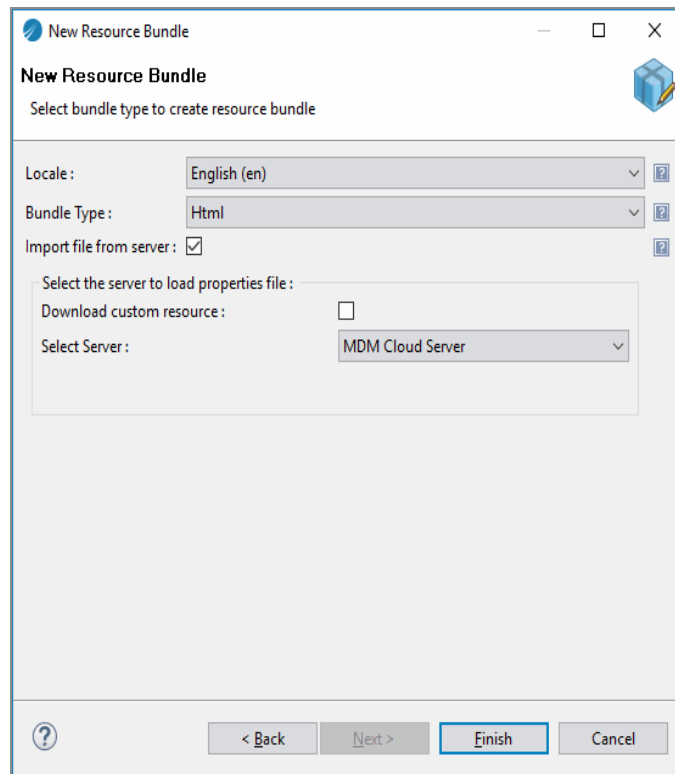 New Resource Bundle
New Resource Bundle
Select bundle type to create resource bundle
Locale : English (en)
Bundle Type : Html
Import file from server :
Select the server to load properties file :
Download custom resource :
Select Server : MDM Cloud Server
< Back Next > Finish Cancel